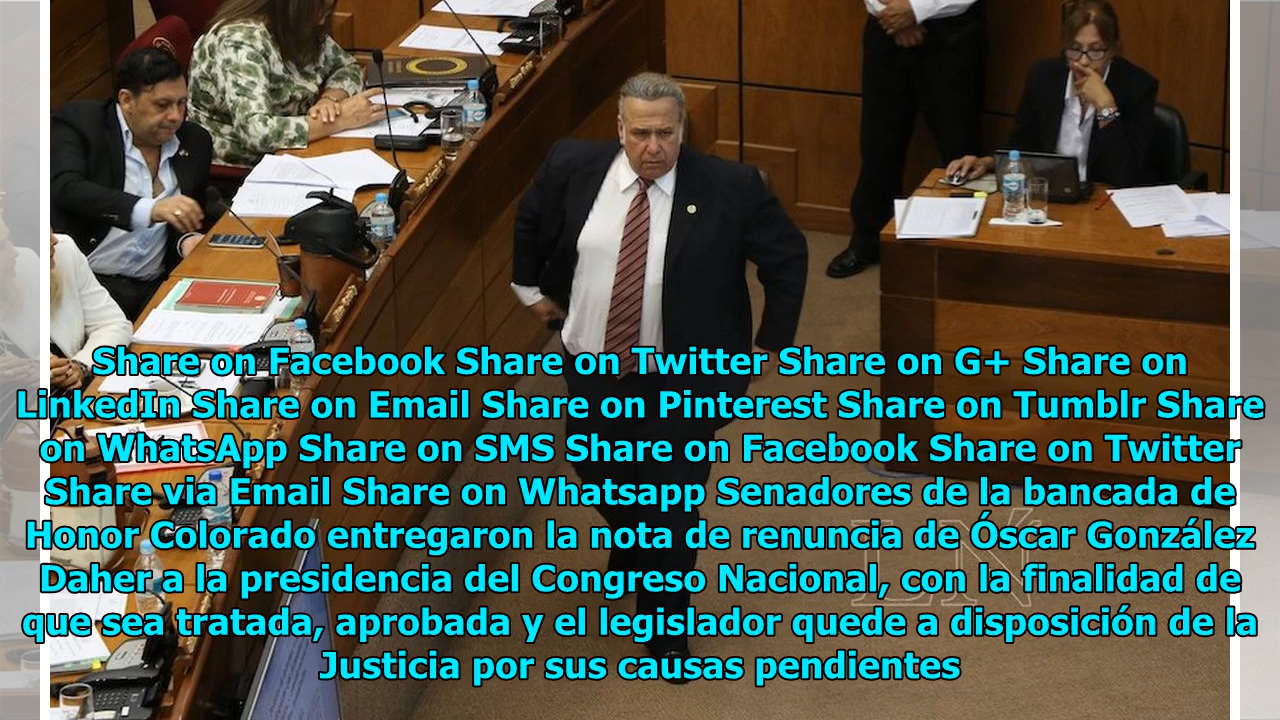 Share on Facebook Share on Twitter Share on G+ Share on
LinkedIn Share on Email Share on Pinterest Share on Tumblr Share
on WhatsApp Share on SMS Share on Facebook Share on Twitter
Share via Email Share on Whatsapp Senadores de la bancada de
Honor Colorado entregaron la nota de renuncia de Óscar González
Daher a la presidencia del Congreso Nacional, con la finalidad de
que sea tratada, aprobada y el legislador quede a disposición de la
Justicia por sus causas pendientes
LN